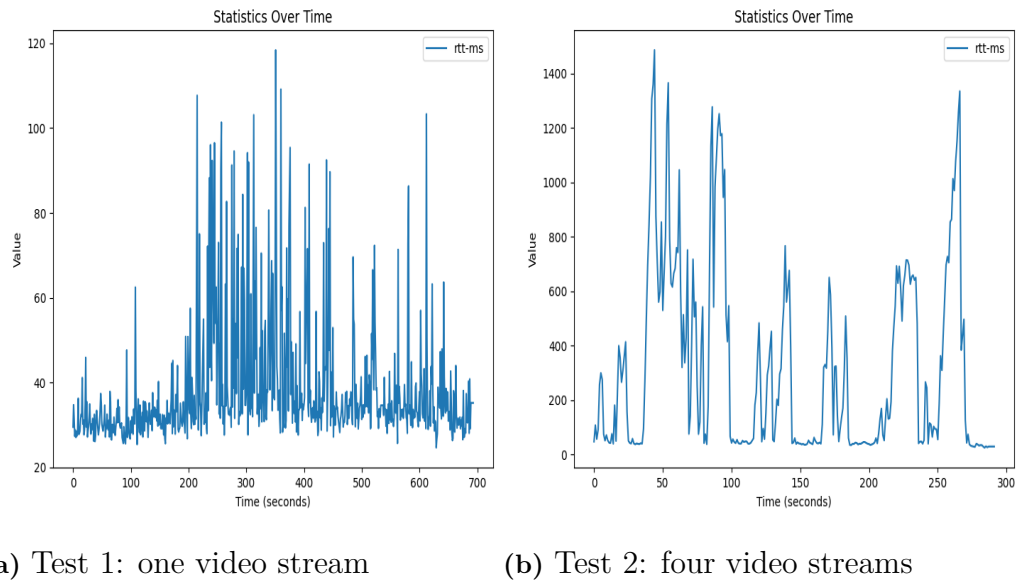 Statistics Over Time
120
100
80
60
40
20
Value
rtt-ms
0 100 200 300 400 500 600 700
Time (seconds)
a) Test 1: one video stream
Statistics Over Time
1400
1200
1000
800
600
400
200
0
Value
rtt-ms
0 50 100 150 200 250 300
Time (seconds)
(b) Test 2: four video streams